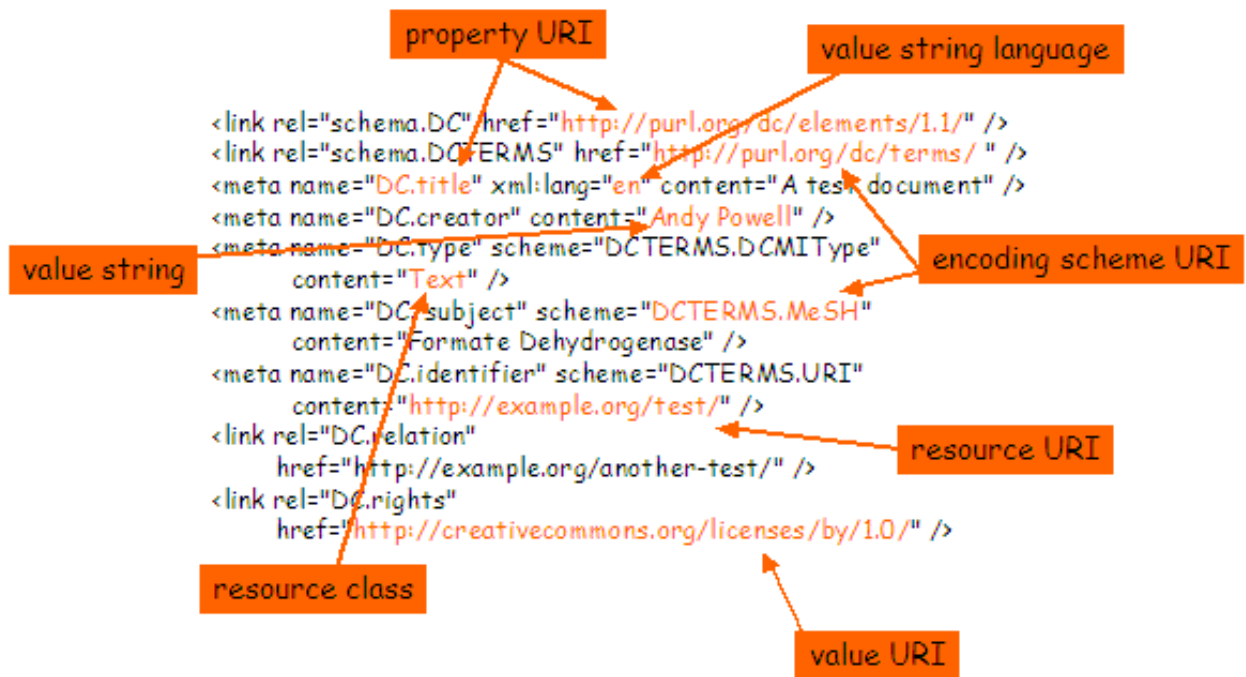 property URI
value string language
<link rel="schema.DC" href="http://purl.org/dc/elements/1.1/" />
<link rel="schema.DCTERMS" href="http://purl.org/dc/terms/ " />
<meta name="DC.title" xml:lang="en" content="A test document" />
<meta name="DC.creator" content="Andy Powell" />
<meta name="DC.type" scheme="DCTERMS.DCMIType"
content="Text" />
value string
encoding scheme URI
<meta name="DC.subject" scheme="DCTERMS.MeSH"
content="Formate Dehydrogenase" />
<meta name="DC.identifier" scheme="DCTERMS.URI"
content="http://example.org/test/" />
<link rel="DC.relation"
href="http://example.org/another-test/" />
resource URI
<link rel="DC.rights"
href="http://creativecommons.org/licenses/by/1.0/" />
resource class
value URI